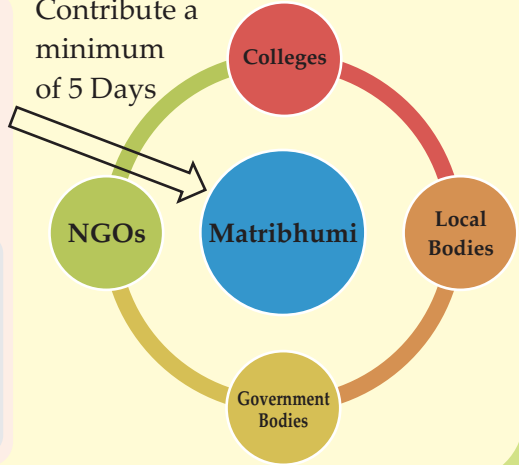 Contribute a
minimum
of 5 Days
Colleges
NGOs
Matribhumi
Local
Bodies
Government
Bodies